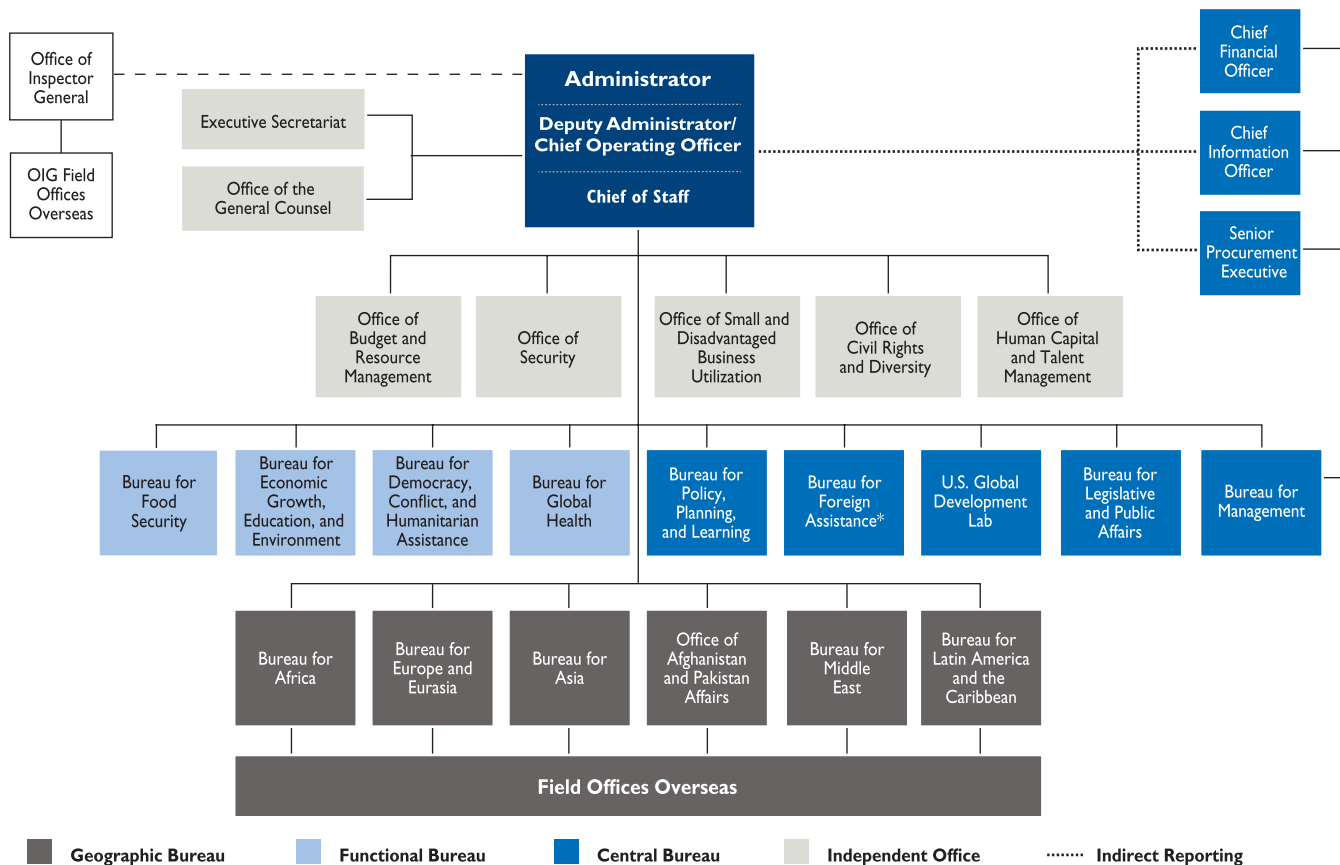 Office of
Inspector
General
OIG Field
Offices
Overseas
Executive Secretariat
Office of the
General Counsel
Administrator
Deputy Administrator/
Chief Operating Officer
Chief of Staff
Chief
Financial
Officer
Chief
Information
Officer
Senior
Procurement
Executive
Office of
Budget and
Resource
Management
Office of
Security
Office of Small and
Disadvantaged
Business
Utilization
Office of
Civil Rights
and Diversity
Office of
Human Capital
and Talent
Management
Bureau for
Food
Security
Bureau for
Economic
Growth,
Education, and
Environment
Bureau for
Democracy,
Conflict, and
Humanitarian
Assistance
Bureau for
Global
Health
Bureau for
Policy,
Planning,
and Learning
Bureau for
Foreign
Assistance*
U.S. Global
Development
Lab
Bureau for
Legislative
and Public
Affairs
Bureau for
Management
Bureau for
Africa
Bureau for
Europe and
Eurasia
Bureau for
Asia
Office of
Afghanistan
and Pakistan
Affairs
Bureau for
Middle
East
Bureau for
Latin America
and the
Caribbean
Field Offices Overseas
Geographic Bureau
Functional Bureau
Central Bureau
Independent Office
Indirect Reporting